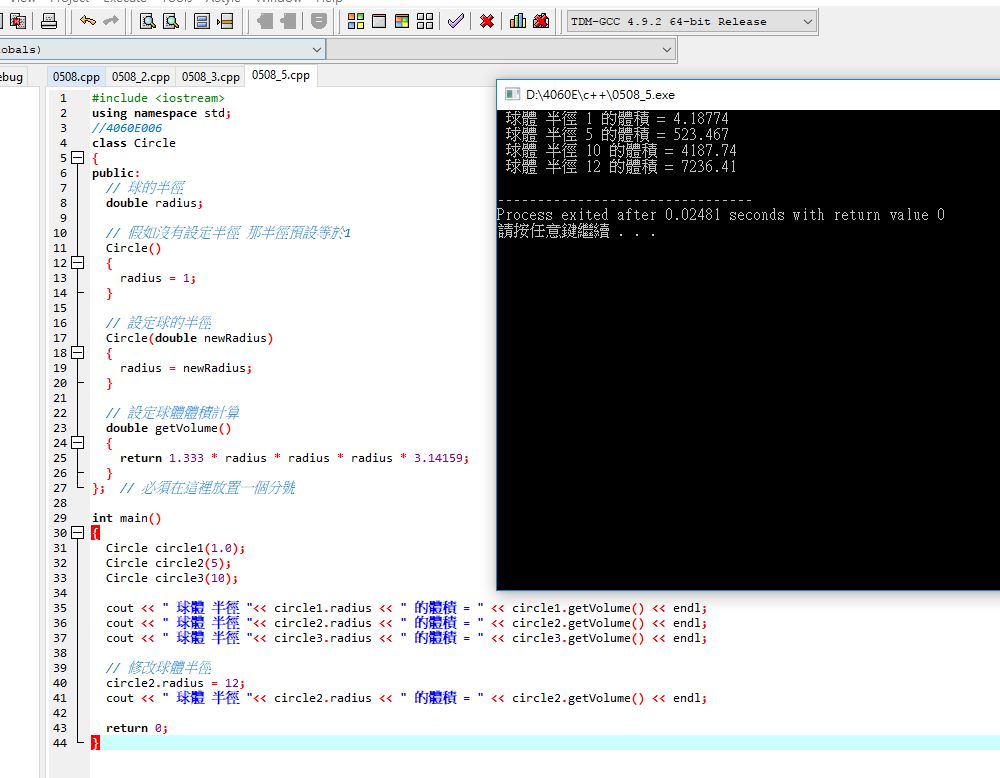 View Project Execute Tools AStyle Window Help
TDM-GCC 4.9.2 64-bit Release
obals)
ebug
0508.cpp 0508_2.cpp 0508_3.cpp 0508_5.cpp
1 #include <iostream>
2 using namespace std;
3 //4060E006
4 class Circle
5 {
6 public:
7 // 球的半徑
8 double radius;
9
10 // 假如沒有設定半徑 那半徑預設等於1
11 Circle()
12 {
13 radius = 1;
14 }
15
16 // 設定球的半徑
17 Circle(double newRadius)
18 {
19 radius = newRadius;
20 }
21
22 // 設定球體體積計算
23 double getVolume()
24 {
25 return 1.333 * radius * radius * radius * 3.14159;
26 }
27 }; // 必須在這裡放置一個分號
28
29 int main()
30 {
31 Circle circle1(1.0);
32 Circle circle2(5);
33 Circle circle3(10);
34
35 cout << " 球體 半徑 "<< circle1.radius << " 的體積 = " << circle1.getVolume() << endl;
36 cout << " 球體 半徑 "<< circle2.radius << " 的體積 = " << circle2.getVolume() << endl;
37 cout << " 球體 半徑 "<< circle3.radius << " 的體積 = " << circle3.getVolume() << endl;
38
39 // 修改球體半徑
40 circle2.radius = 12;
41 cout << " 球體 半徑 "<< circle2.radius << " 的體積 = " << circle2.getVolume() << endl;
42
43 return 0;
44 }
D:\4060E\c++\0508_5.exe
球體 半徑 1 的體積 = 4.18774
球體 半徑 5 的體積 = 523.467
球體 半徑 10 的體積 = 4187.74
球體 半徑 12 的體積 = 7236.41
--------------------------------
Process exited after 0.02481 seconds with return value 0
請按任意鍵繼續 . . .